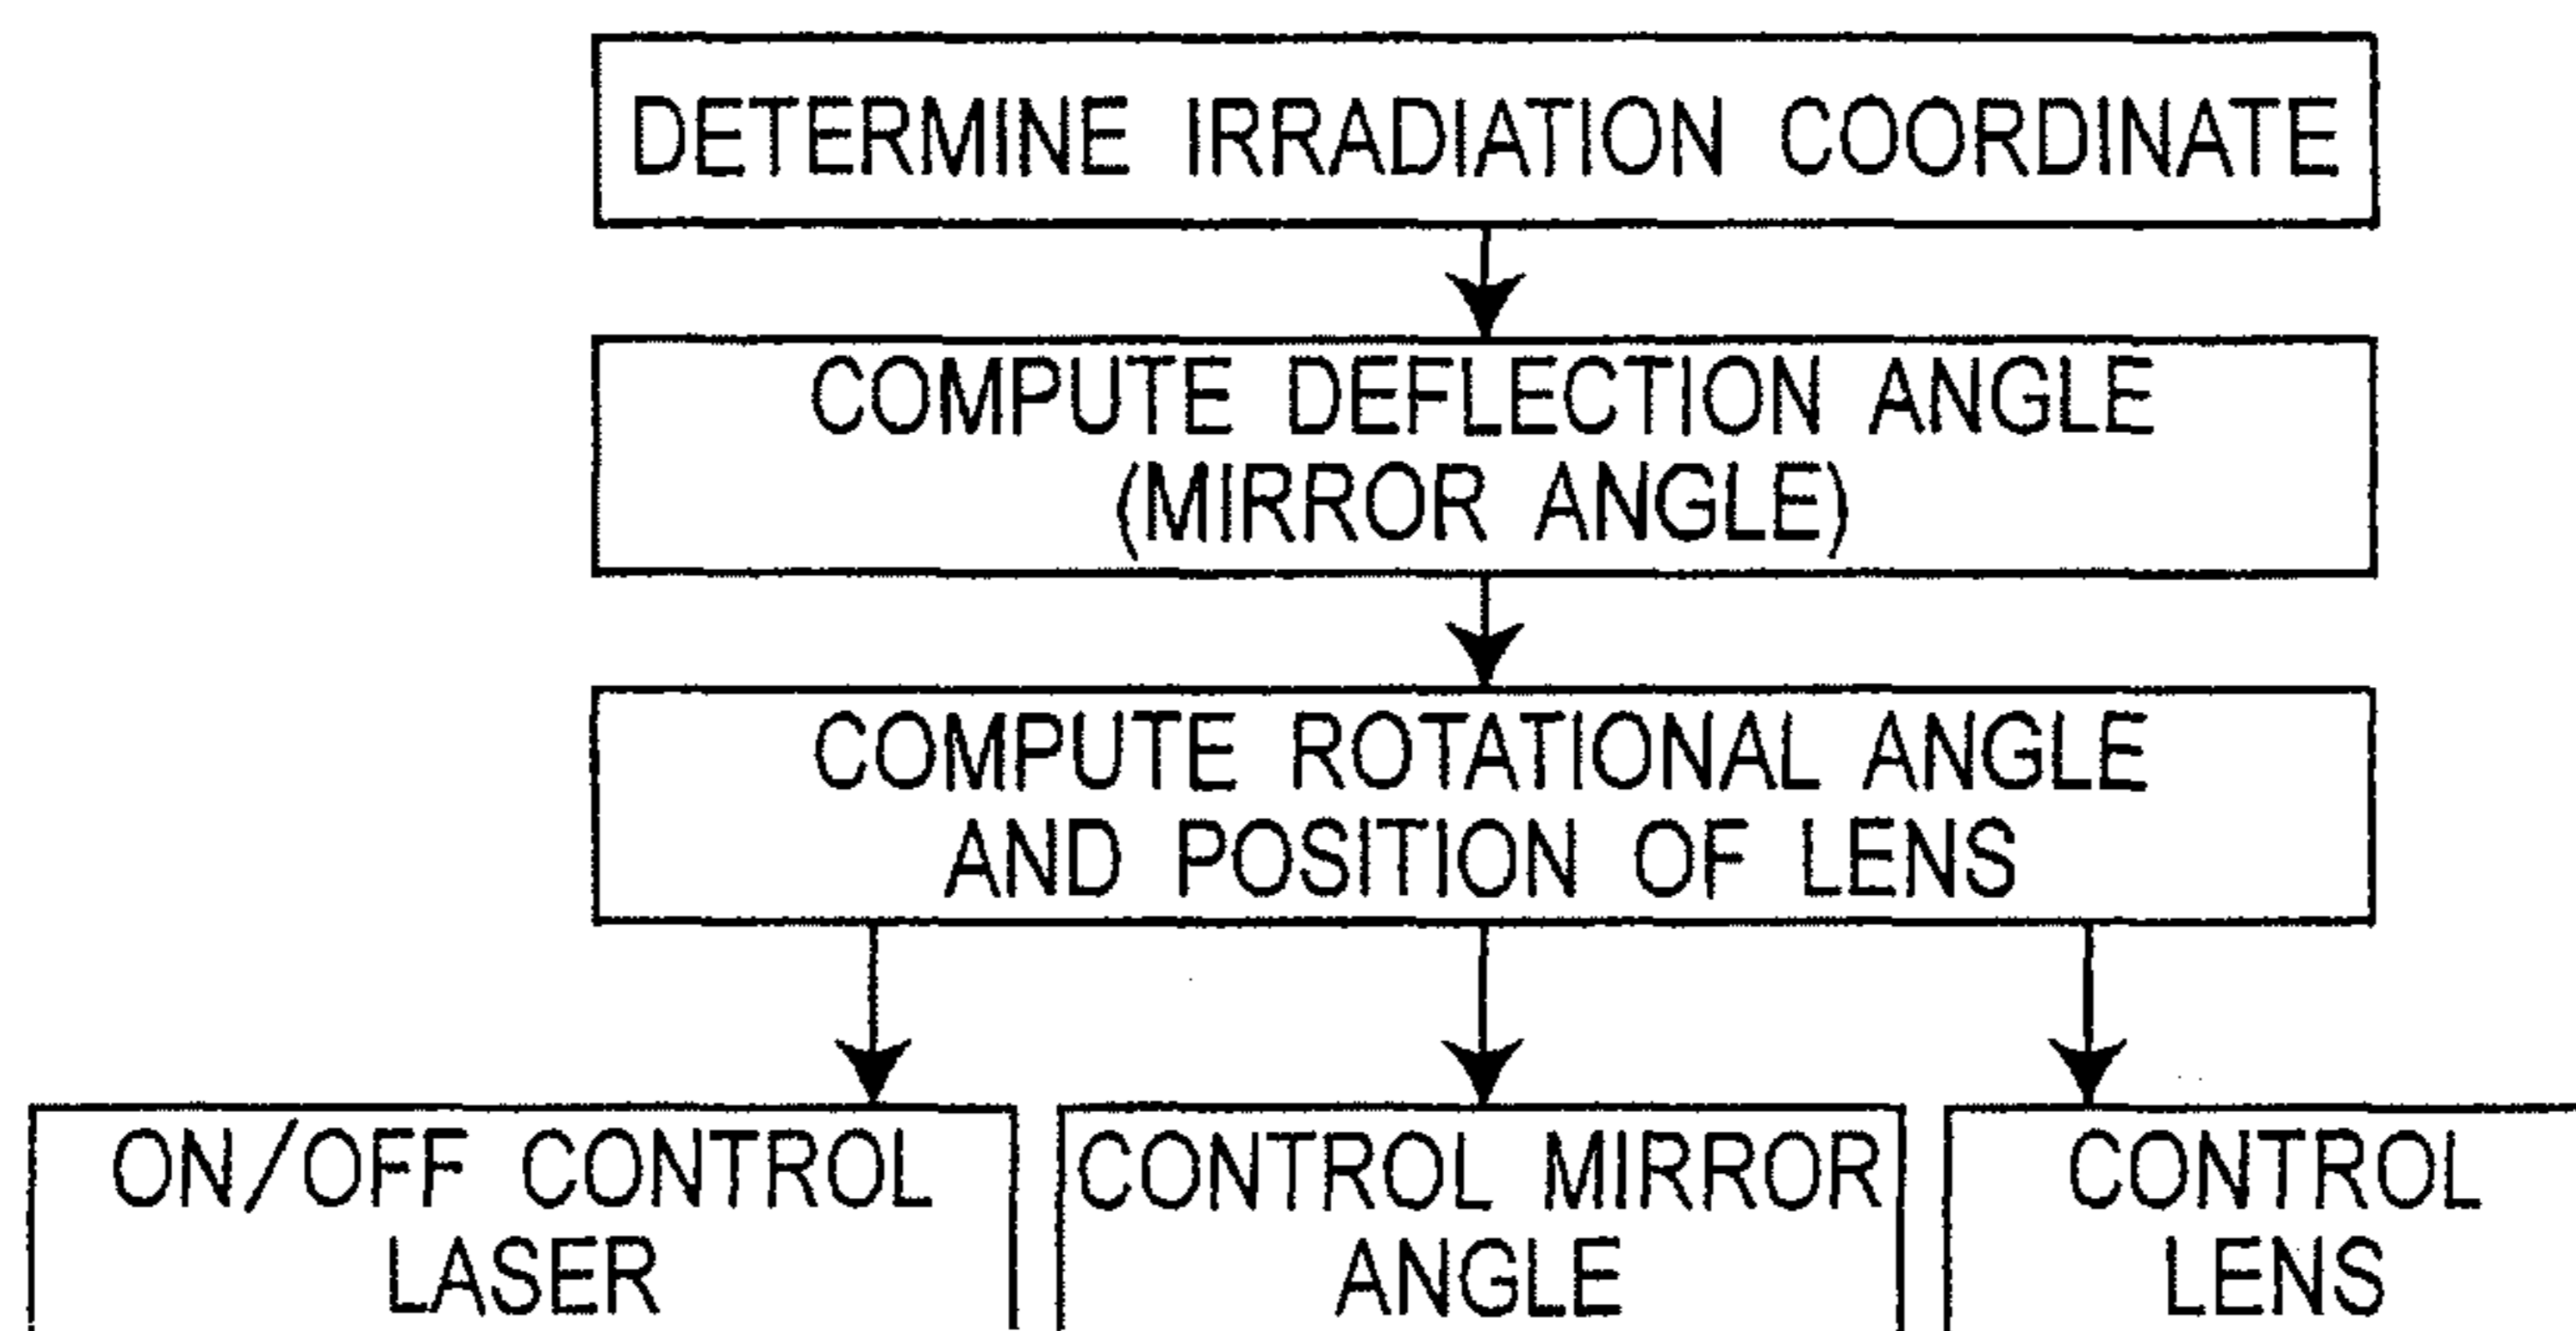 DETERMINE IRRADIATION COORDINATE
COMPUTE DEFLECTION ANGLE
(MIRROR ANGLE)
COMPUTE ROTATIONAL ANGLE
AND POSITION OF LENS
ON/OFF CONTROL
LASER
CONTROL MIRROR
ANGLE
CONTROL
LENS